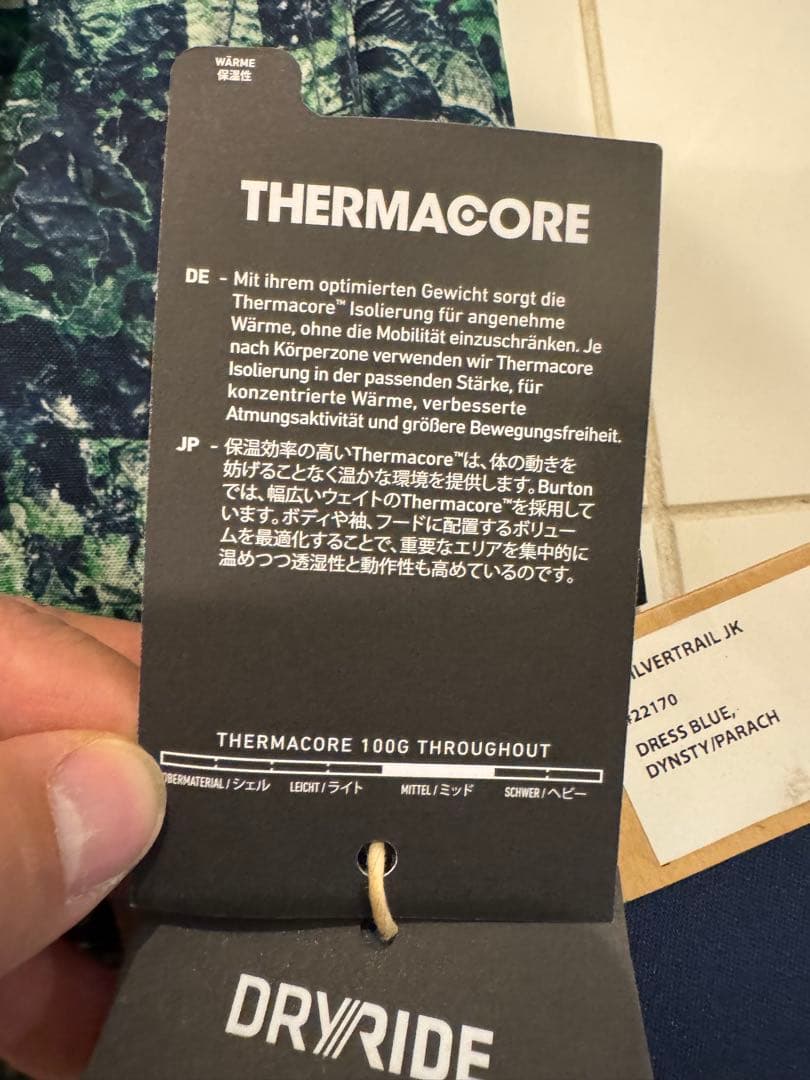 WÄRME
保温性
THERMACORE
DE - Mit ihrem optimierten Gewicht sorgt die
Thermacore™ Isolierung für angenehme
Wärme, ohne die Mobilität einzuschränken. Je
nach Körperzone verwenden wir Thermacore
Isolierung in der passenden Stärke, für
konzentrierte Wärme, verbesserte
Atmungsaktivität und größere Bewegungsfreiheit.
JP - 保温効率の高いThermacore™は、体の動きを
妨げることなく温かな環境を提供します。Burton
では、幅広いウェイトのThermacore™を採用して
います。ボディや袖、フードに配置するボリュー
ムを最適化することで、重要なエリアを集中的に
温めつつ透湿性と動作性も高めているのです。
THERMACORE 100G THROUGHOUT
OBERMATERIAL / シェル LEICHT / ライト MITTEL / ミッド SCHWER / ヘビー
DRYRIDE
ILVERTRAIL JK
22170
DRESS BLUE,
DYNSTY/PARACH